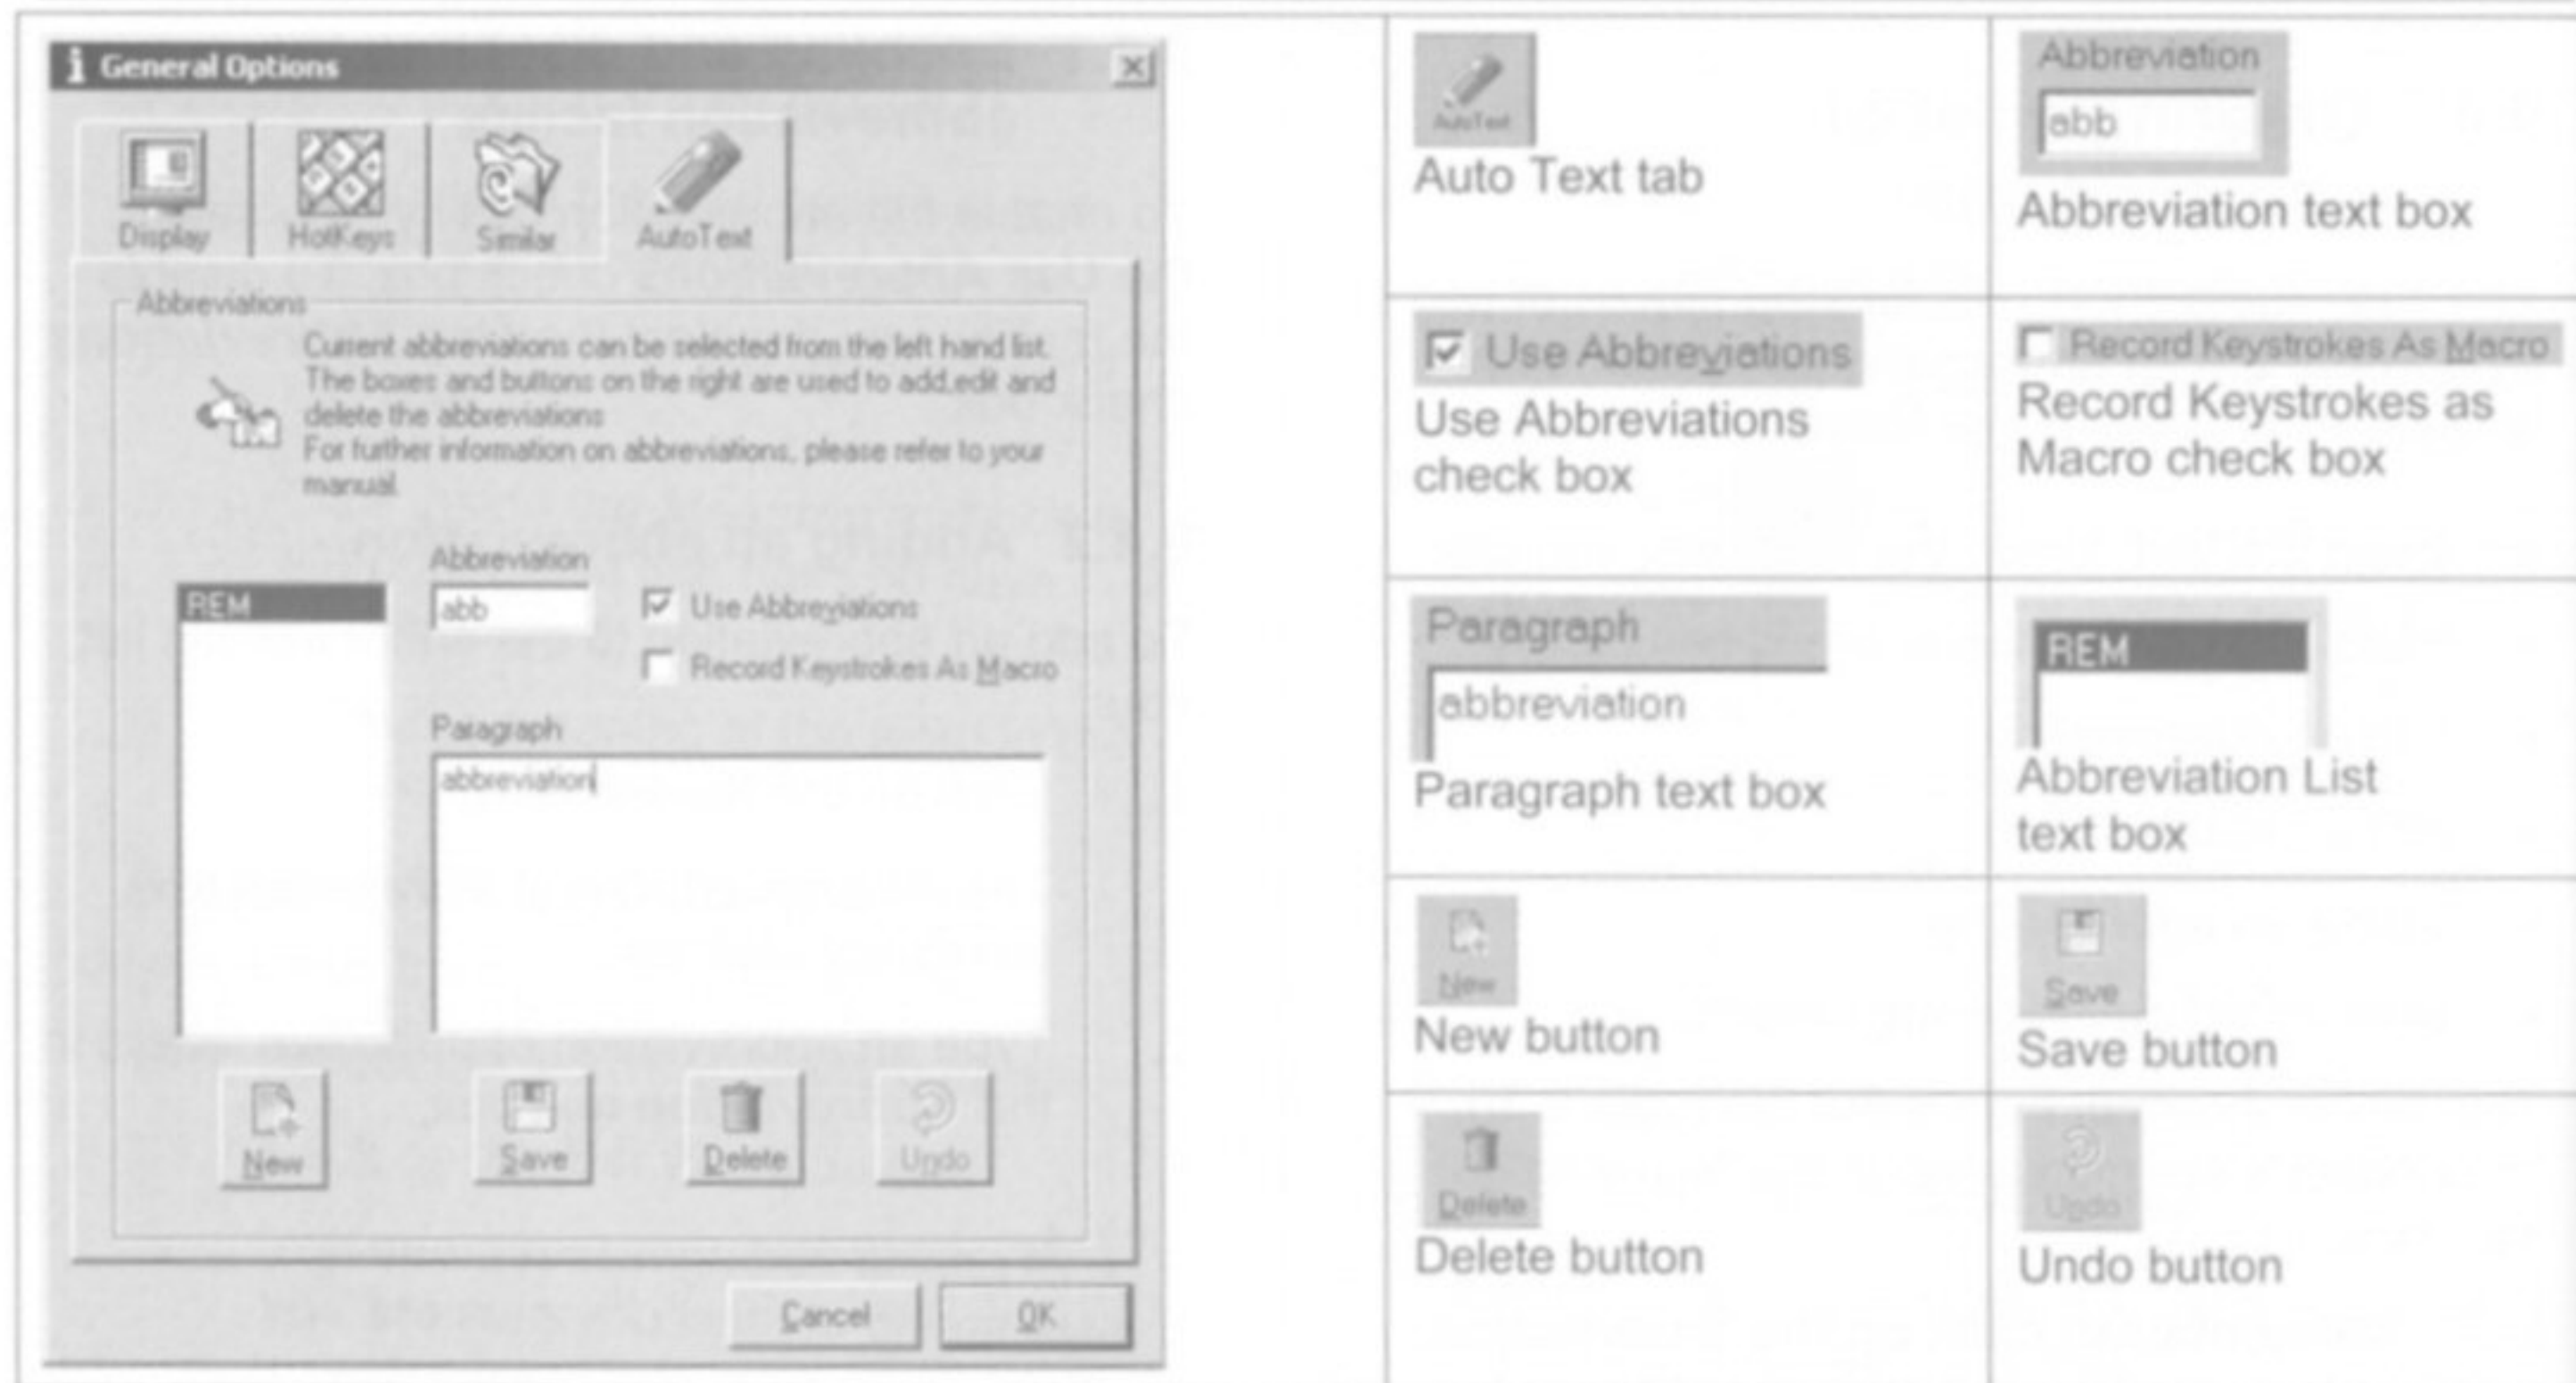 General Options
Display HotKeys Similar AutoText
Abbreviations
Current abbreviations can be selected from the left hand list.
The boxes and buttons on the right are used to add,edit and
delete the abbreviations
For further information on abbreviations, please refer to your
manual.
Abbreviation
REM
abb
Use Abbreviations
Record Keystrokes As Macro
Paragraph
abbreviation
New Save Delete Undo
Cancel OK
AutoText
Auto Text tab
Abbreviation
abb
Abbreviation text box
Use Abbreviations
Use Abbreviations
check box
Record Keystrokes As Macro
Record Keystrokes as
Macro check box
Paragraph
abbreviation
Paragraph text box
REM
Abbreviation List
text box
New
New button
Save
Save button
Delete
Delete button
Undo
Undo button